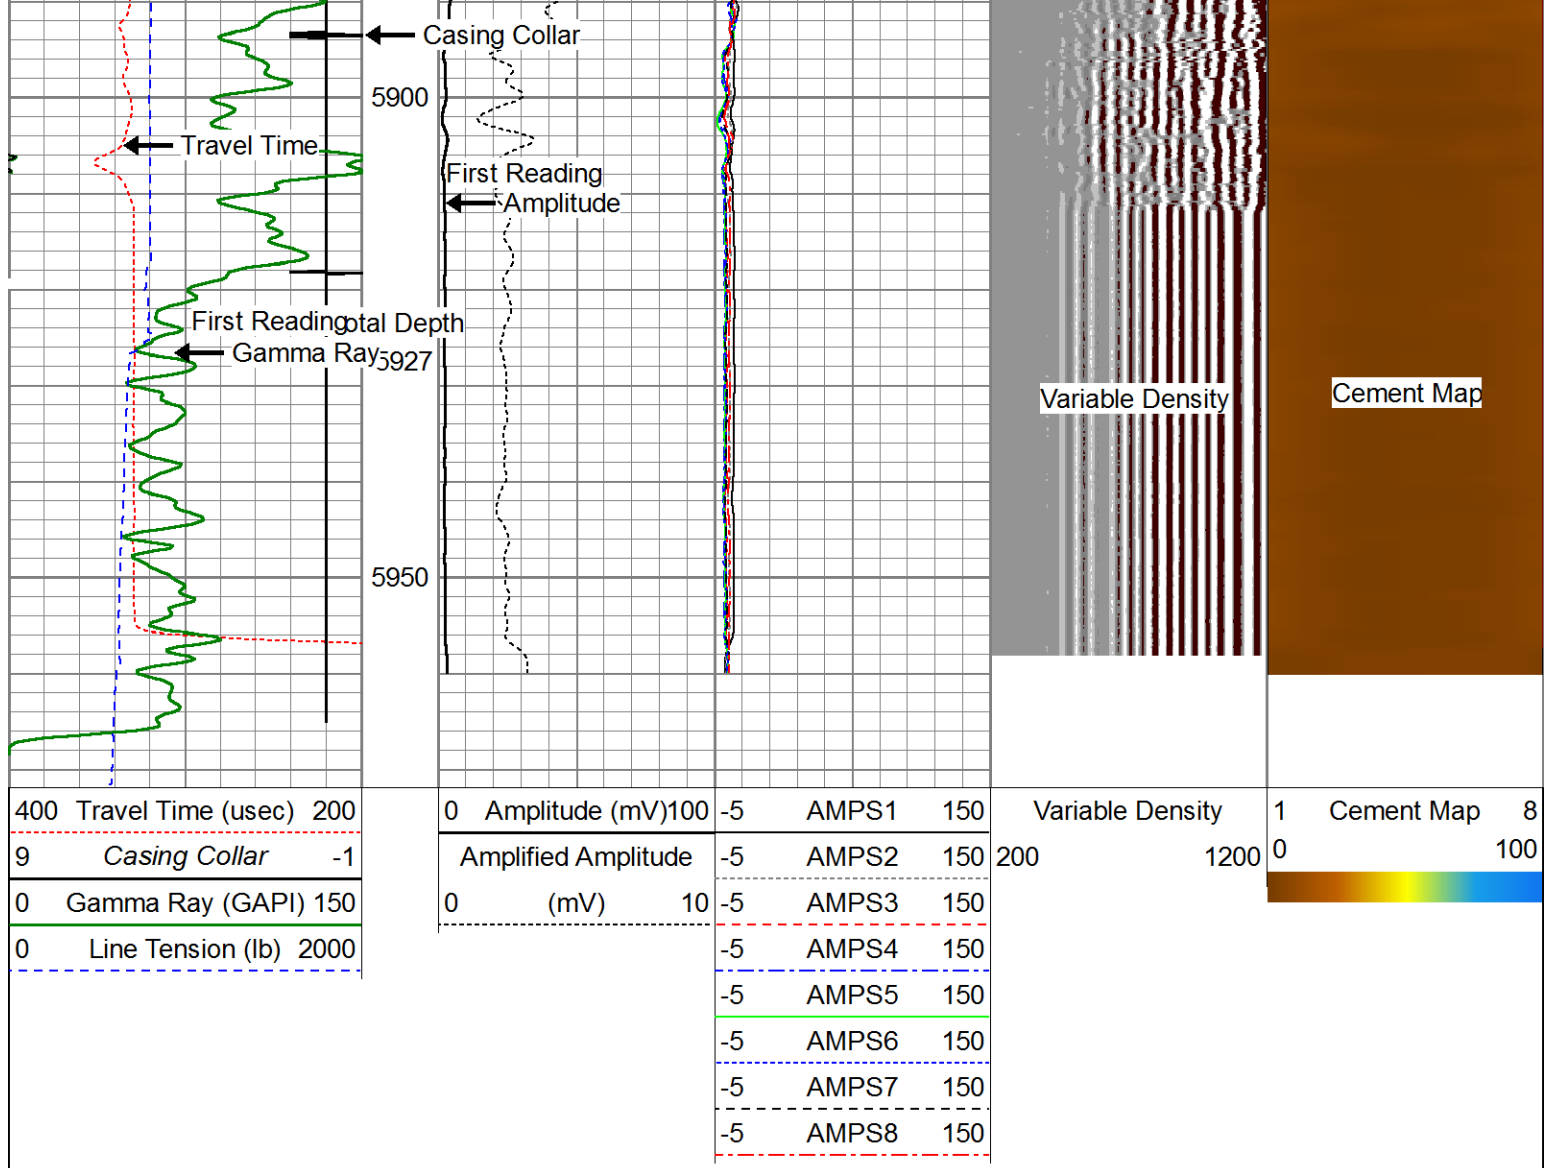 Casing Collar
5900
Travel Time
First Reading
Amplitude
First Reading otal Depth
Gamma Ray 5927
Variable Density
Cement Map
5950
400 Travel Time (usec) 200
9 Casing Collar -1
0 Gamma Ray (GAPI) 150
0 Line Tension (lb) 2000
0 Amplitude (mV) 100
Amplified Amplitude
0 (mV) 10
-5 AMPS1 150
-5 AMPS2 150
-5 AMPS3 150
-5 AMPS4 150
-5 AMPS5 150
-5 AMPS6 150
-5 AMPS7 150
-5 AMPS8 150
Variable Density
200 1200
1 Cement Map 8
0 100